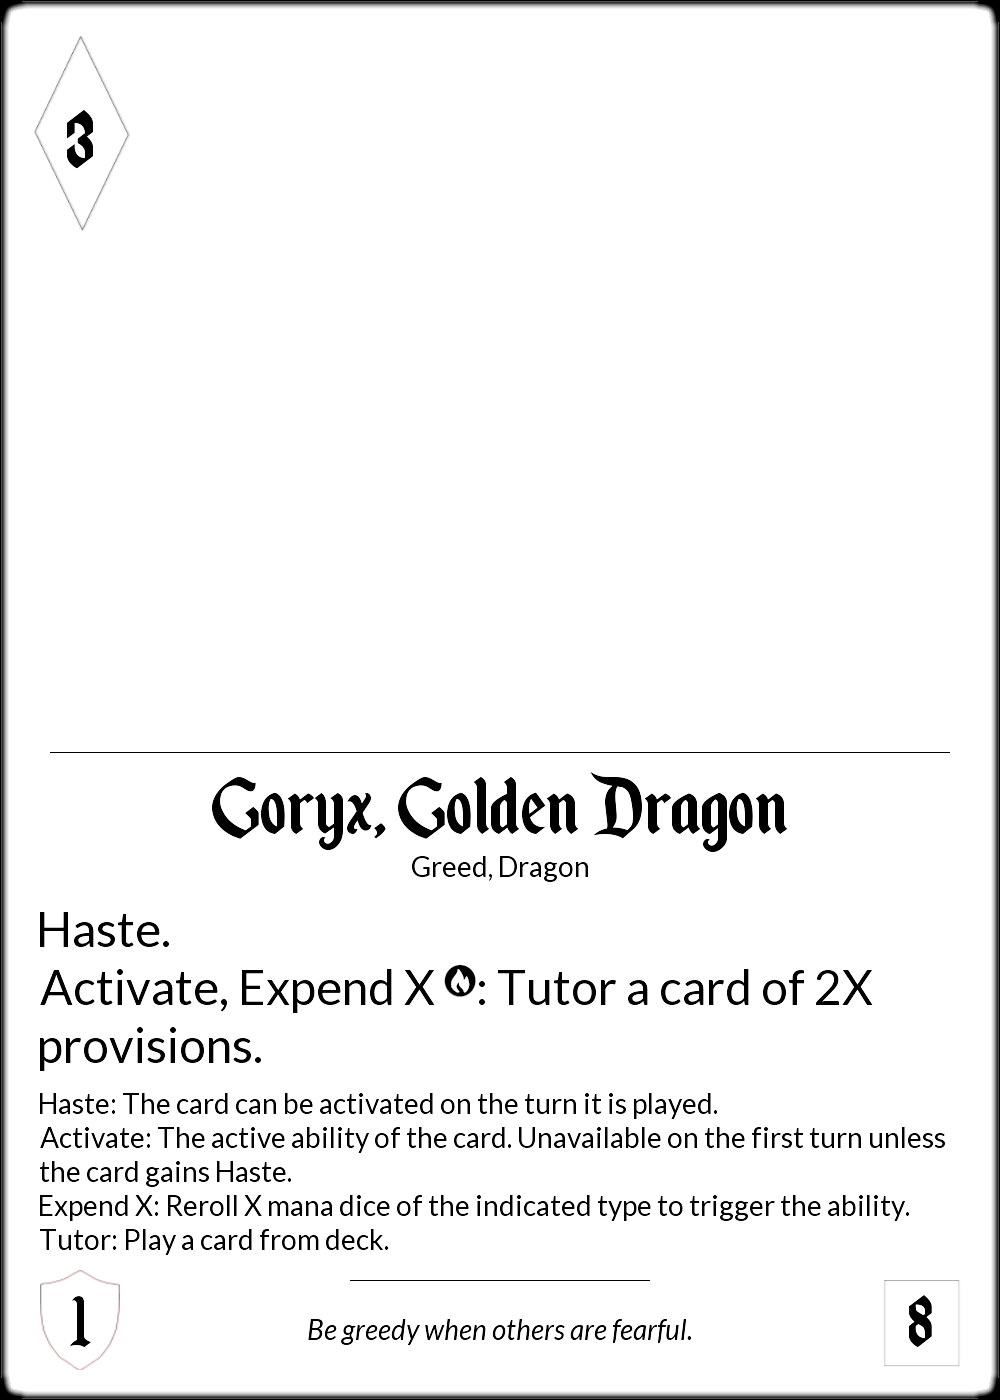 3
Goryx, Golden Dragon
Greed, Dragon
Haste.
Activate, Expend X : Tutor a card of 2X
provisions.
Haste: The card can be activated on the turn it is played.
Activate: The active ability of the card. Unavailable on the first turn unless
the card gains Haste.
Expend X: Reroll X mana dice of the indicated type to trigger the ability.
Tutor: Play a card from deck.
1
Be greedy when others are fearful.
8